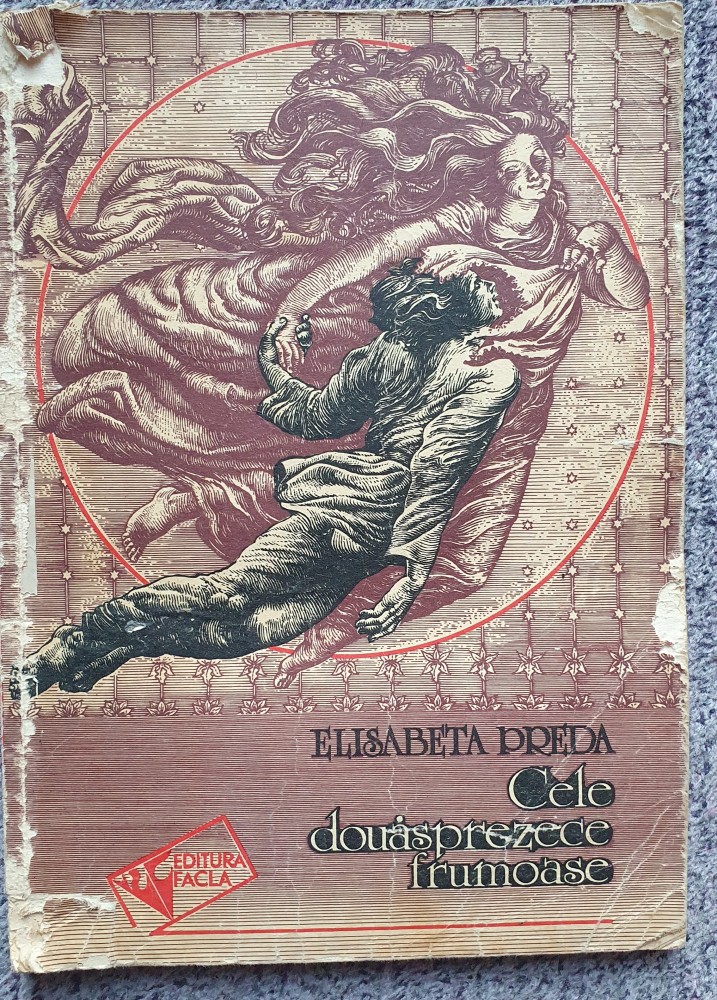 ELISABETA PREDA
Cele
douăsprezece
frumoase
EDITURA
FACLA